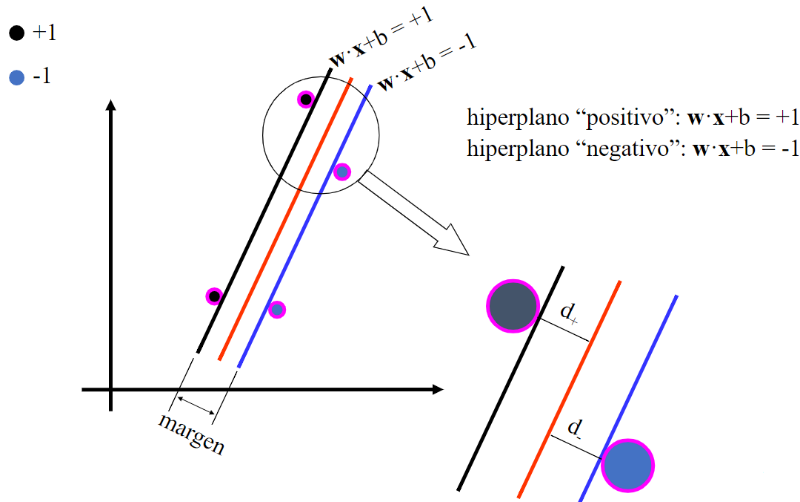 +1
-1
w·x+b = +1
w·x+b = -1
hiperplano “positivo”: w·x+b = +1
hiperplano “negativo”: w·x+b = -1
d+
d-
margen